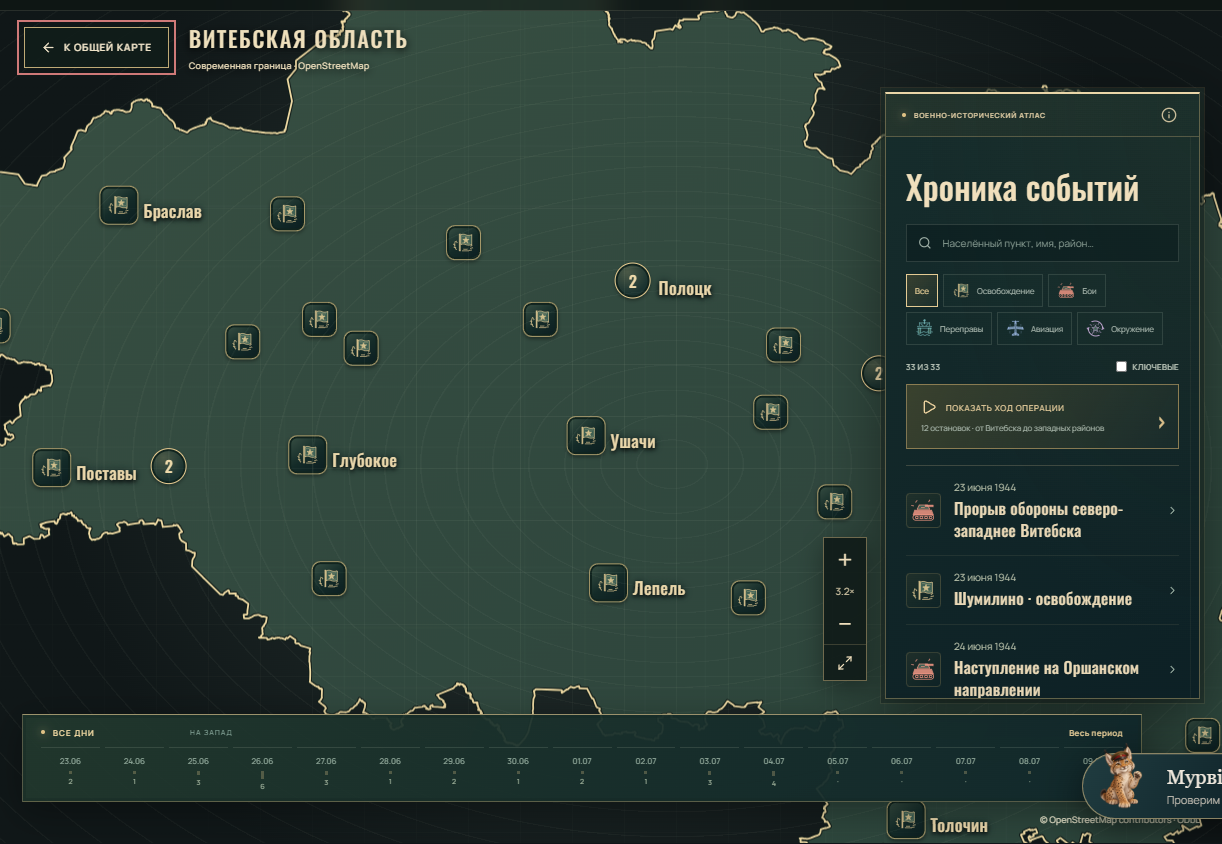 К ОБЩЕЙ КАРТЕ
ВИТЕБСКАЯ ОБЛАСТЬ
Современная граница · OpenStreetMap
Браслав
2
Полоцк
2
Ушачи
Глубокое
Поставы
2
Лепель
Толочин
+
3.2×
−
ВОЕННО-ИСТОРИЧЕСКИЙ АТЛАС
Хроника событий
Населённый пункт, имя, район…
Все
Освобождение
Бои
Переправы
Авиация
Окружение
33 ИЗ 33
КЛЮЧЕВЫЕ
ПОКАЗАТЬ ХОД ОПЕРАЦИИ
12 остановок · от Витебска до западных районов
23 июня 1944
Прорыв обороны северо-
западнее Витебска
23 июня 1944
Шумилино · освобождение
24 июня 1944
Наступление на Оршанском
направлении
ВСЕ ДНИ
НА ЗАПАД
Весь период
23.06 24.06 25.06 26.06 27.06 28.06 29.06 30.06 01.07 02.07 03.07 04.07 05.07 06.07 07.07 08.07 09
2 1 3 6 3 1 2 1 2 1 3 4 · · · ·
Мурві
Проверим
© OpenStreetMap contributors